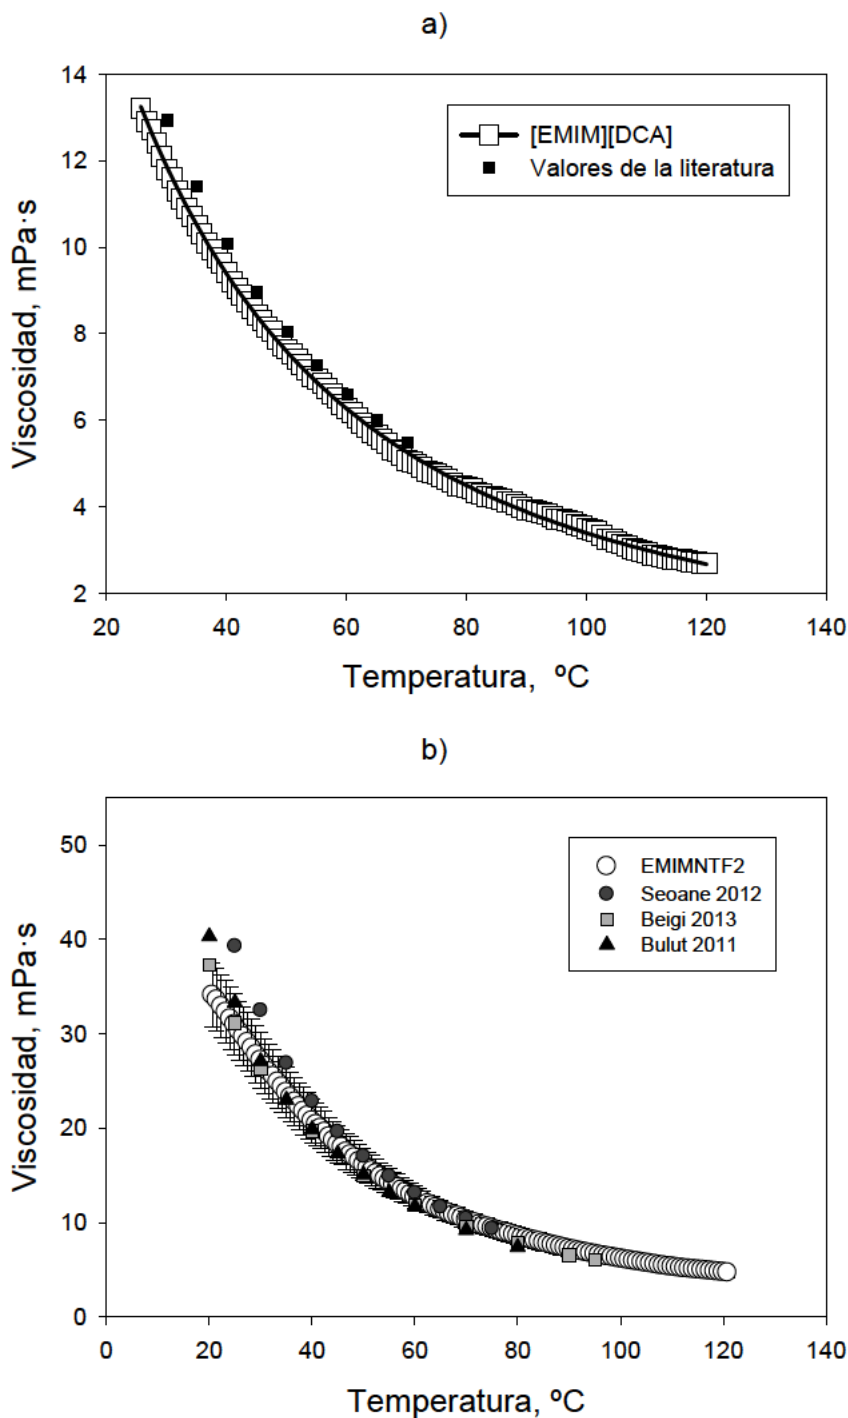 a)
14
12
10
8
6
4
2
Viscosidad, mPa·s
[EMIM][DCA]
Valores de la literatura
20 40 60 80 100 120 140
Temperatura, ºC
b)
50
40
30
20
10
0
Viscosidad, mPa·s
EMIMNTF2
Seoane 2012
Beigi 2013
Bulut 2011
0 20 40 60 80 100 120 140
Temperatura, ºC